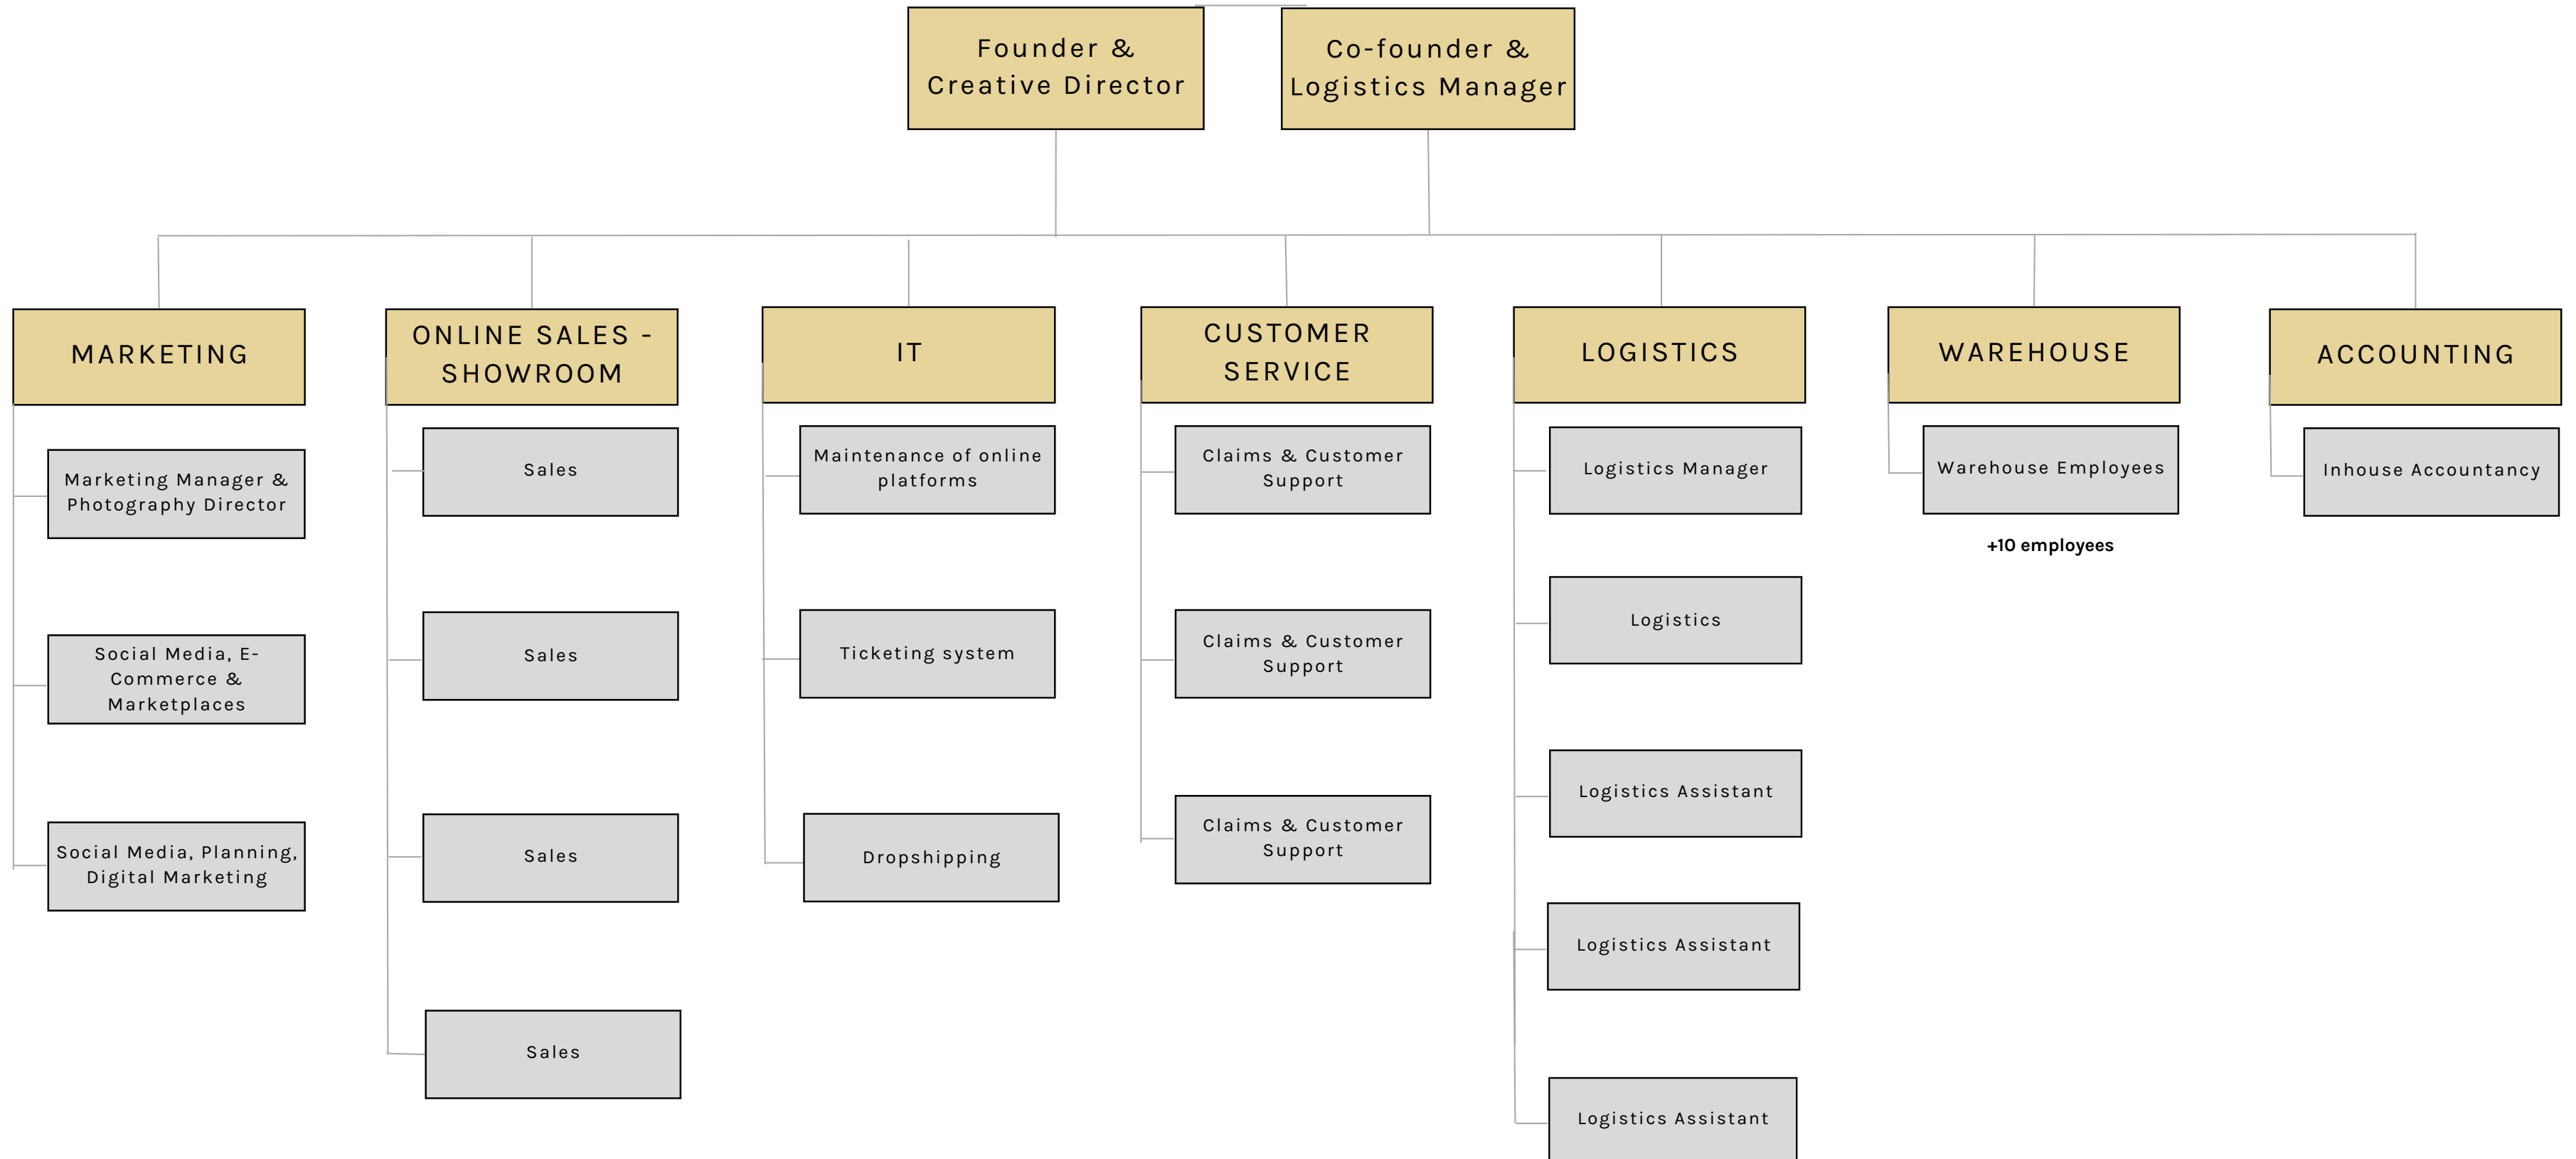 Founder &
Creative Director
Co-founder &
Logistics Manager
MARKETING
ONLINE SALES -
SHOWROOM
IT
CUSTOMER
SERVICE
LOGISTICS
WAREHOUSE
ACCOUNTING
Marketing Manager &
Photography Director
Social Media, E-
Commerce &
Marketplaces
Social Media, Planning,
Digital Marketing
Sales
Sales
Sales
Sales
Maintenance of online
platforms
Ticketing system
Dropshipping
Claims & Customer
Support
Claims & Customer
Support
Claims & Customer
Support
Logistics Manager
Logistics
Logistics Assistant
Logistics Assistant
Logistics Assistant
Warehouse Employees
+10 employees
Inhouse Accountancy